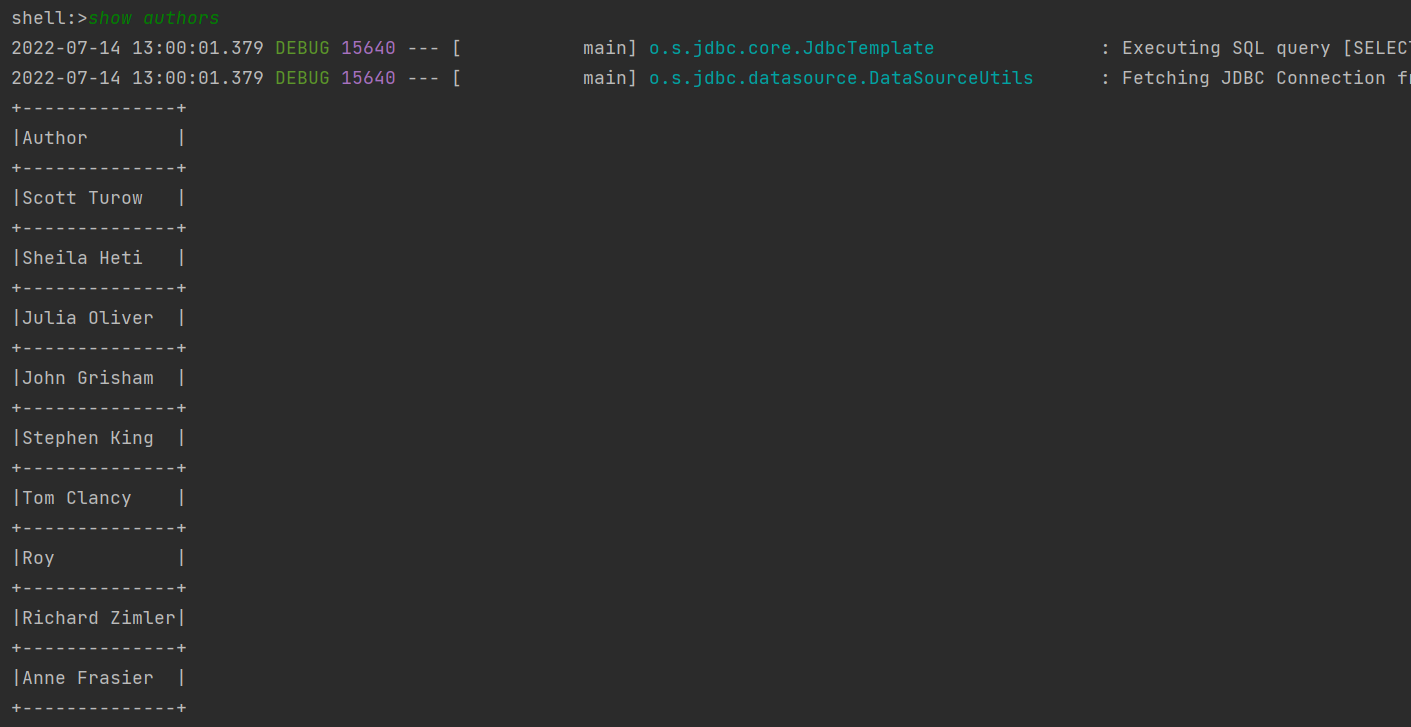 shell:>show authors
2022-07-14 13:00:01.379 DEBUG 15640 --- [           main] o.s.jdbc.core.JdbcTemplate               : Executing SQL query [SELECT
2022-07-14 13:00:01.379 DEBUG 15640 --- [           main] o.s.jdbc.datasource.DataSourceUtils      : Fetching JDBC Connection
+--------------+
|Author        |
+--------------+
|Scott Turow   |
+--------------+
|Sheila Heti   |
+--------------+
|Julia Oliver  |
+--------------+
|John Grisham  |
+--------------+
|Stephen King  |
+--------------+
|Tom Clancy    |
+--------------+
|Roy           |
+--------------+
|Richard Zimler|
+--------------+
|Anne Frasier  |
+--------------+